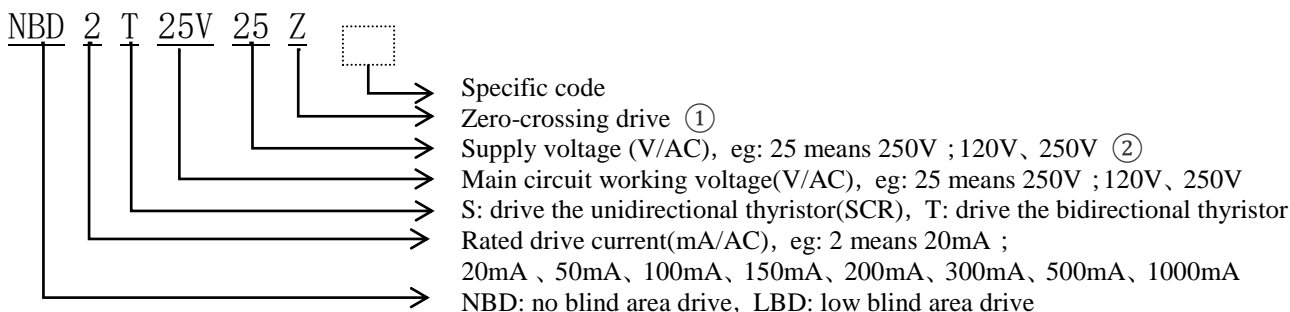 NBD 2 T 25V 25 Z
Specific code
Zero-crossing drive ①
Supply voltage (V/AC), eg: 25 means 250V ; 120V、250V ②
Main circuit working voltage(V/AC), eg: 25 means 250V ; 120V、250V
S: drive the unidirectional thyristor(SCR), T: drive the bidirectional thyristor
Rated drive current(mA/AC), eg: 2 means 20mA ;
20mA 、50mA、100mA、150mA、200mA、300mA、500mA、1000mA
NBD: no blind area drive, LBD: low blind area drive